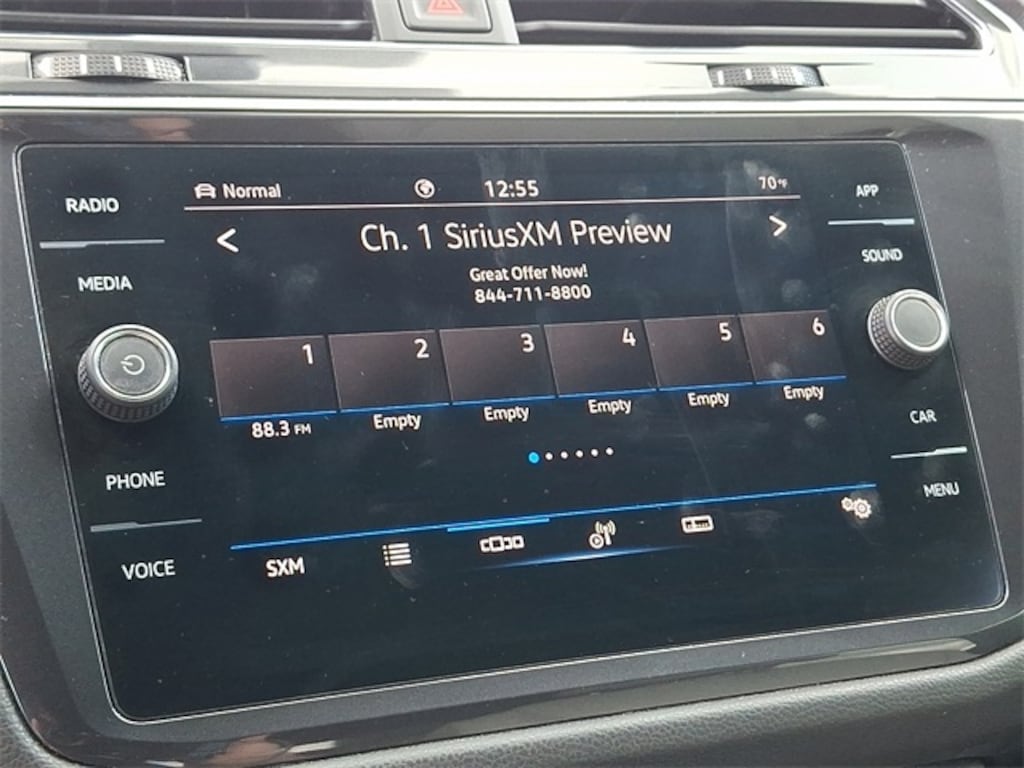 RADIO
MEDIA
PHONE
VOICE
Normal 12:55 70°F
Ch. 1 SiriusXM Preview
Great Offer Now!
844-711-8800
1 2 3 4 5 6
88.3 FM Empty Empty Empty Empty Empty
SXM
APP
SOUND
CAR
MENU